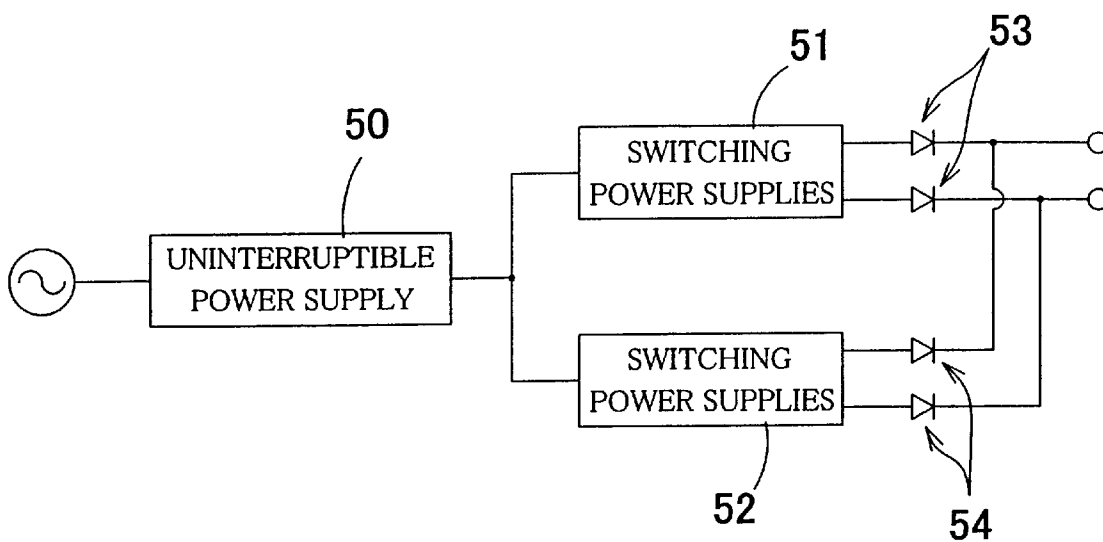 53
51
50
SWITCHING
POWER SUPPLIES
UNINTERRUPTIBLE
POWER SUPPLY
SWITCHING
POWER SUPPLIES
52
54